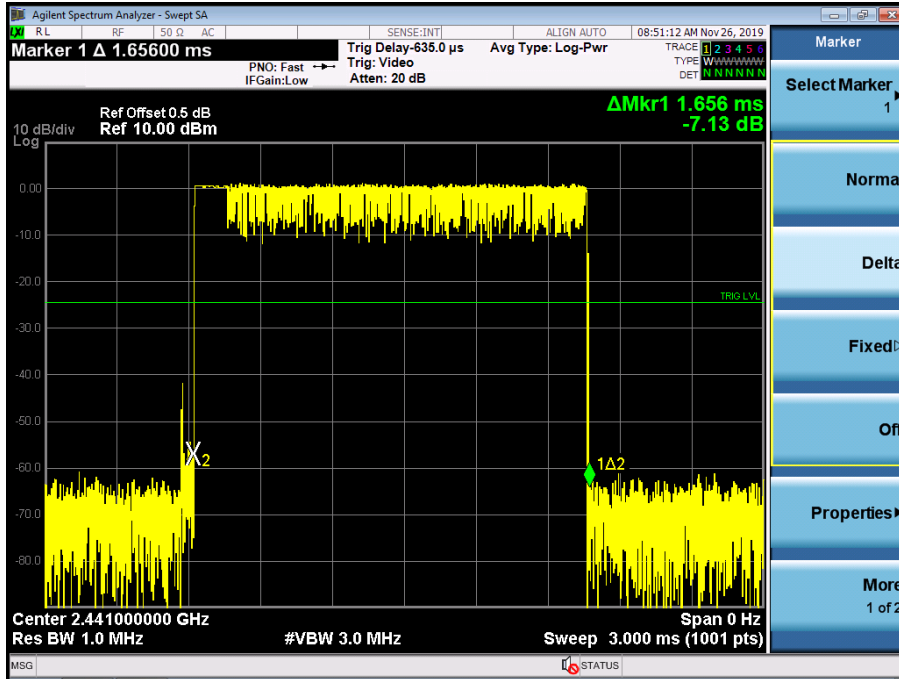 Agilent Spectrum Analyzer - Swept SA
LXI RL RF 50 Ω AC SENSE:INT ALIGN AUTO 08:51:12 AM Nov 26, 2019
Marker 1 Δ 1.65600 ms
PNO: Fast
IFGain:Low
Trig Delay-635.0 µs
Trig: Video
Atten: 20 dB
Avg Type: Log-Pwr
TRACE 1 2 3 4 5 6
TYPE WWWWWW
DET N N N N N N
ΔMkr1 1.656 ms
-7.13 dB
Ref Offset 0.5 dB
10 dB/div Ref 10.00 dBm
Log
0.00
-10.0
-20.0
TRIG LVL
-30.0
-40.0
-50.0
X2
-60.0
1Δ2
-70.0
-80.0
Center 2.441000000 GHz Span 0 Hz
Res BW 1.0 MHz #VBW 3.0 MHz Sweep 3.000 ms (1001 pts)
MSG STATUS
Marker
Select Marker
1
Norma
Delta
Fixed
Of
Properties
More
1 of 2